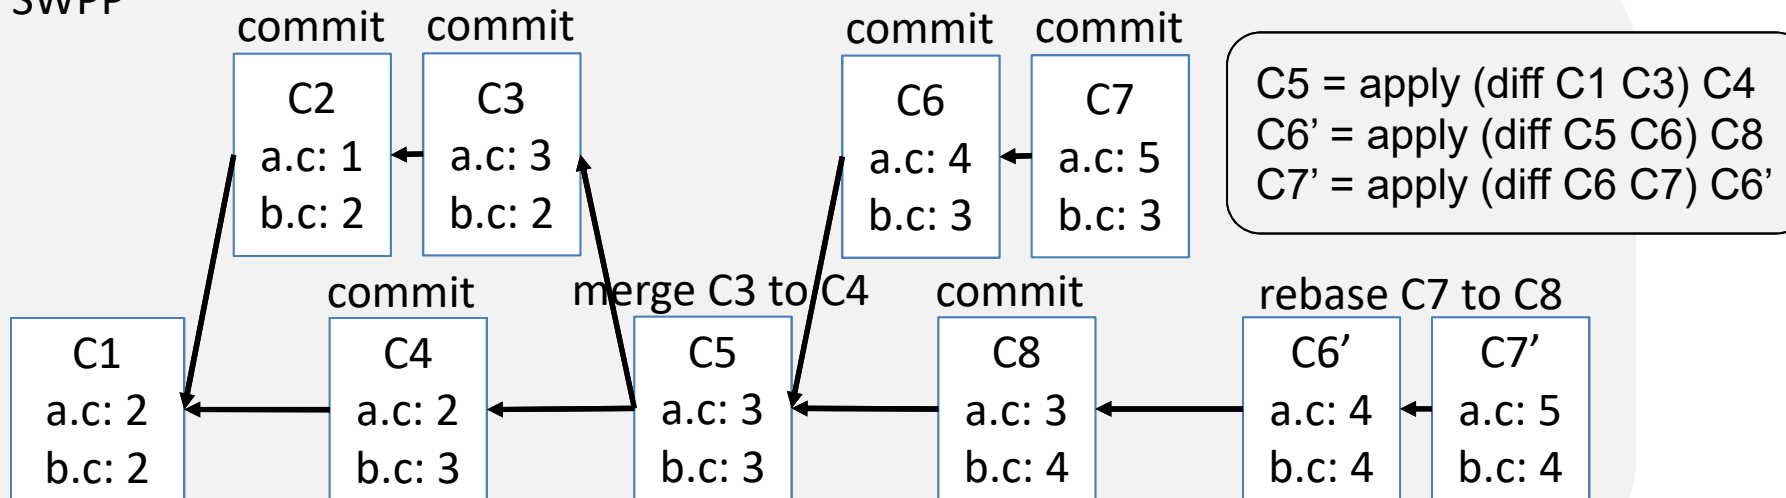 SWPP
commit
commit
commit
commit
C2
a.c: 1
b.c: 2
C3
a.c: 3
b.c: 2
C6
a.c: 4
b.c: 3
C7
a.c: 5
b.c: 3
C5 = apply (diff C1 C3) C4
C6’ = apply (diff C5 C6) C8
C7’ = apply (diff C6 C7) C6’
commit
merge C3 to C4
commit
rebase C7 to C8
C1
a.c: 2
b.c: 2
C4
a.c: 2
b.c: 3
C5
a.c: 3
b.c: 3
C8
a.c: 3
b.c: 4
C6’
a.c: 4
b.c: 4
C7’
a.c: 5
b.c: 4